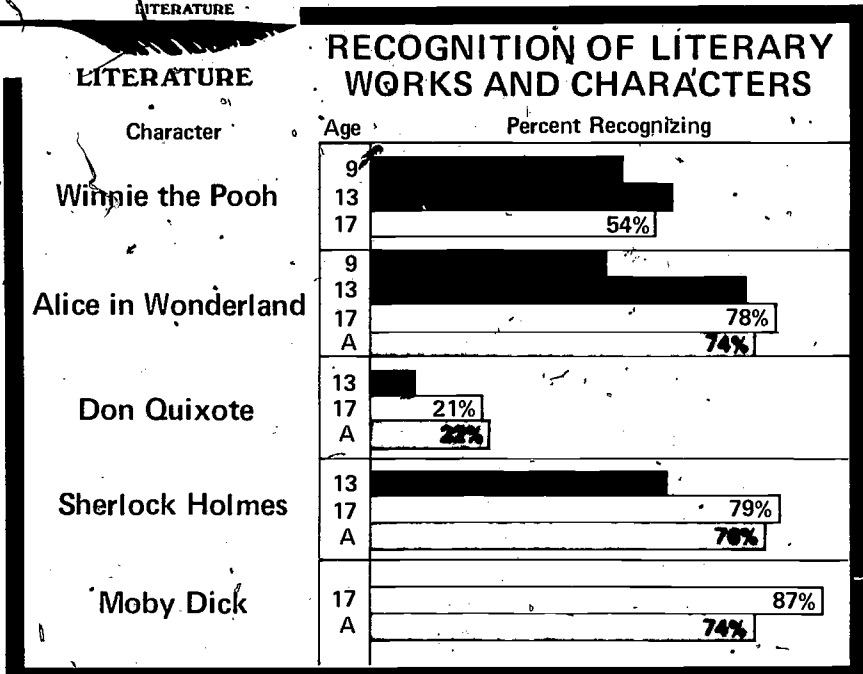 LITERATURE
LITERATURE
RECOGNITION OF LITERARY
WORKS AND CHARACTERS
Character Age Percent Recognizing
Winnie the Pooh
9
13
17 54%
Alice in Wonderland
9
13
17 78%
A 74%
Don Quixote
13
17 21%
A 22%
Sherlock Holmes
13
17 79%
A 76%
Moby Dick
17 87%
A 74%